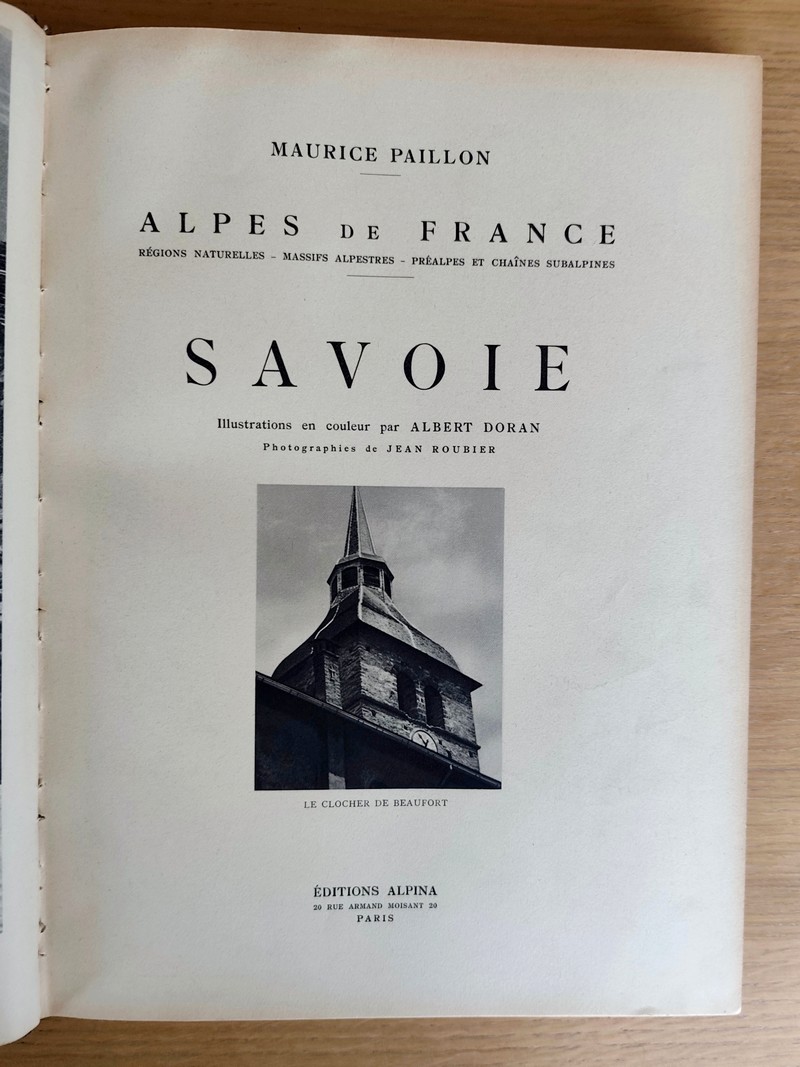 MAURICE PAILLON
ALPES DE FRANCE
RÉGIONS NATURELLES - MASSIFS ALPESTRES - PRÉALPES ET CHAÎNES SUBALPINES
SAVOIE
Illustrations en couleur par ALBERT DORAN
Photographies de JEAN ROUBIER
LE CLOCHER DE BEAUFORT
ÉDITIONS ALPINA
20 RUE ARMAND MOISANT 20
PARIS